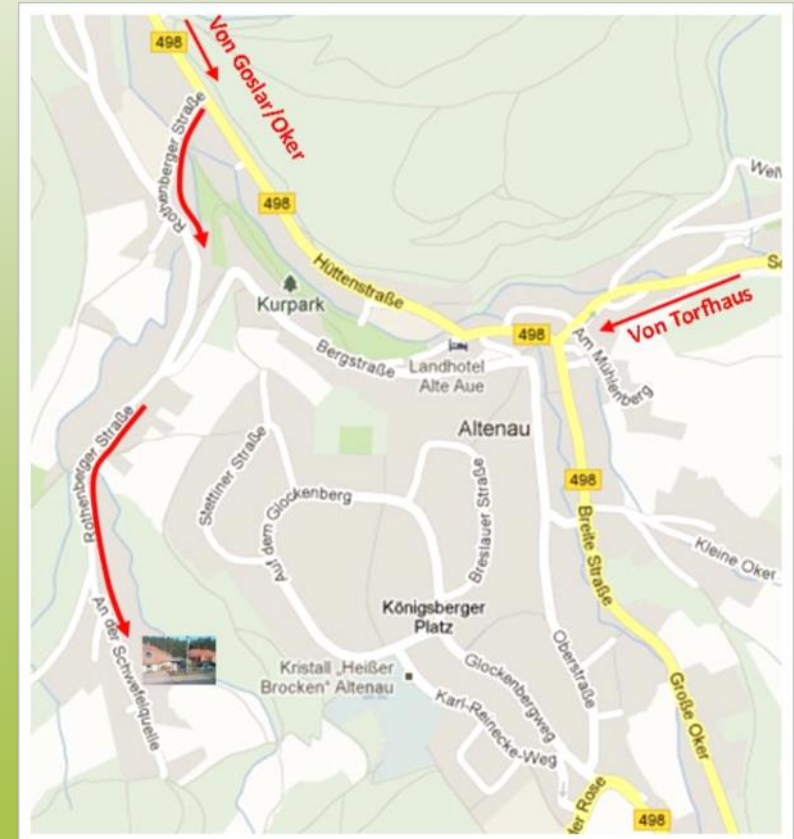 498
Von Goslar/Oker
Rothenberger Straße
498
Hüttenstraße
Kurpark
Von Torfhaus
498
Bergstraße
Landhotel
Alte Aue
Am Mühlenberg
Altenau
Rothenberger Straße
Stettiner Straße
Auf dem Glockenberg
Breslauer Straße
498
Breite Straße
Kleine Oker
Königsberger
Platz
An der Schwefelquelle
Kristall „Heißer
Brocken“ Altenau
Glockenbergweg
Karl-Reinecke-Weg
Oberstraße
Große Oker
der Rose
498